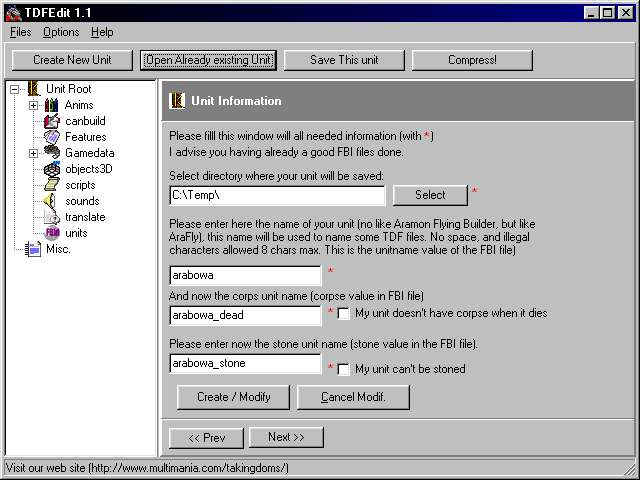 TDFEdit 1.1
Files Options Help
Create New Unit Open Already existing Unit Save This unit Compress!
Unit Root
Anims
canbuild
Features
Gamedata
objects3D
scripts
sounds
translate
FBI units
Misc.
Unit Information
Please filll this window will all needed information (with * )
I advise you having already a good FBI files done.
Select directory where your unit will be saved:
C:\Temp\ Select *
Please enter here the name of your unit (no like Aramon Flying Builder, but like
AraFly), this name will be used to name some TDF files. No space, and illegal
characters allowed 8 chars max. This is the unitname value of the FBI file)
arabowa *
And now the corps unit name (corpse value in FBI file)
arabowa_dead * My unit doesn't have corpse when it dies
Please enter now the stone unit name (stone value in the FBI file).
arabowa_stone * My unit can't be stoned
Create / Modify Cancel Modif.
<< Prev Next >>
Visit our web site (http://www.multimania.com/takingdoms/)